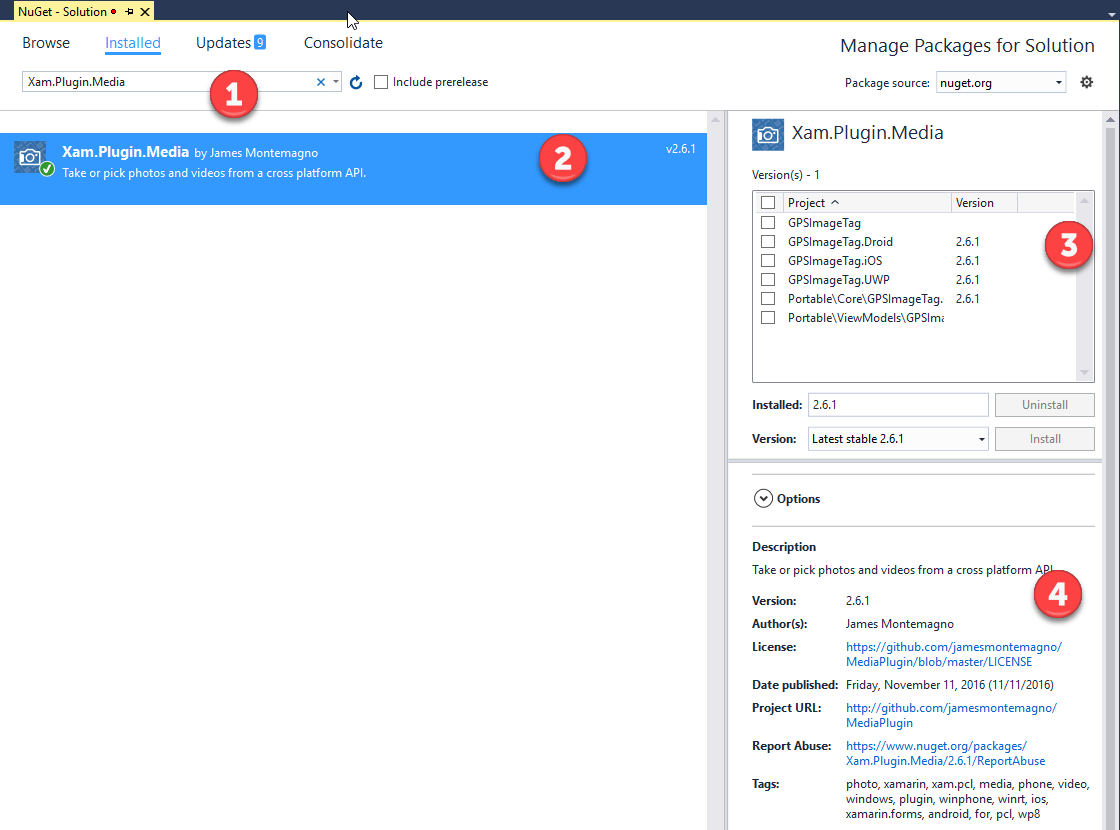 NuGet - Solution
Browse Installed Updates 9 Consolidate
Manage Packages for Solution
Xam.Plugin.Media
Include prerelease
Package source: nuget.org
1
Xam.Plugin.Media by James Montemagno
v2.6.1
Take or pick photos and videos from a cross platform API.
2
Xam.Plugin.Media
Version(s) - 1
Project Version
GPSImageTag
GPSImageTag.Droid 2.6.1
GPSImageTag.iOS 2.6.1
GPSImageTag.UWP 2.6.1
Portable\Core\GPSImageTag. 2.6.1
Portable\ViewModels\GPSIma
3
Installed: 2.6.1 Uninstall
Version: Latest stable 2.6.1 Install
Options
Description
Take or pick photos and videos from a cross platform API.
4
Version: 2.6.1
Author(s): James Montemagno
License: https://github.com/jamesmontemagno/
MediaPlugin/blob/master/LICENSE
Date published: Friday, November 11, 2016 (11/11/2016)
Project URL: http://github.com/jamesmontemagno/
MediaPlugin
Report Abuse: https://www.nuget.org/packages/
Xam.Plugin.Media/2.6.1/ReportAbuse
Tags: photo, xamarin, xam.pcl, media, phone, video,
windows, plugin, winphone, winrt, ios,
xamarin.forms, android, for, pcl, wp8